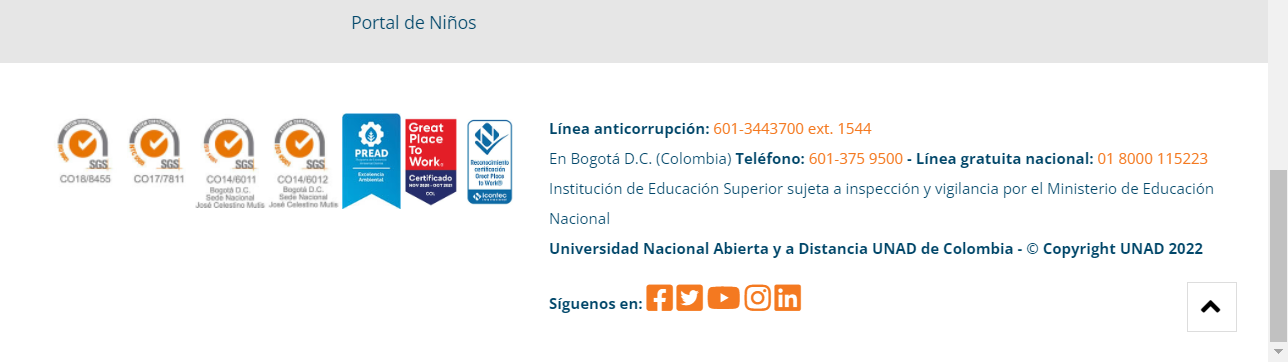 Portal de Niños
SGS SGS SGS SGS
CO18/8455 CO17/7811 CO14/6011 CO14/6012
Bogotá D.C. Bogotá D.C.
Sede Nacional Sede Nacional
José Celestino Mutis José Celestino Mutis
PREAD
Excelencia
Ambiental
Great
Place
To
Work®
Certificado
NOV 2020 - OCT 2021
COL
Reconocimiento
certificación
Great Place
to Work®
icontec
Línea anticorrupción: 601-3443700 ext. 1544
En Bogotá D.C. (Colombia) Teléfono: 601-375 9500 - Línea gratuita nacional: 01 8000 115223
Institución de Educación Superior sujeta a inspección y vigilancia por el Ministerio de Educación
Nacional
Universidad Nacional Abierta y a Distancia UNAD de Colombia - © Copyright UNAD 2022
Síguenos en: